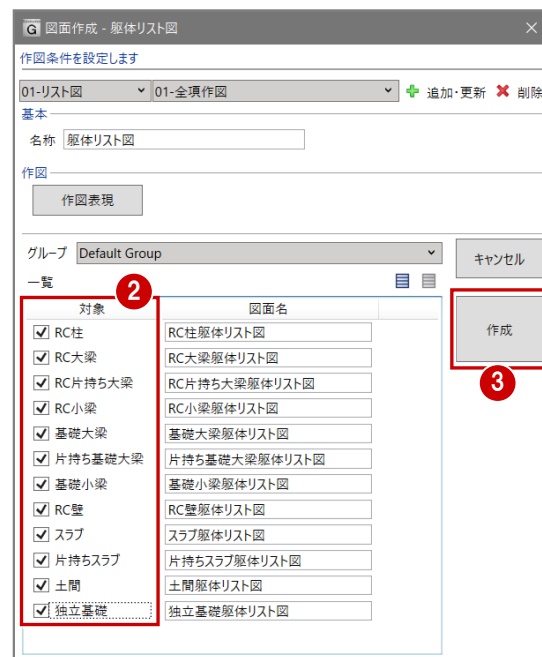 G 図面作成 - 躯体リスト図
作図条件を設定します
01-リスト図 01-全項作図 追加・更新 削除
基本
名称 躯体リスト図
作図
作図表現
グループ Default Group
キャンセル
一覧
2
対象 図面名
作成
3
RC柱 RC柱躯体リスト図
RC大梁 RC大梁躯体リスト図
RC片持ち大梁 RC片持ち大梁躯体リスト図
RC小梁 RC小梁躯体リスト図
基礎大梁 基礎大梁躯体リスト図
片持ち基礎大梁 片持ち基礎大梁躯体リスト図
基礎小梁 基礎小梁躯体リスト図
RC壁 RC壁躯体リスト図
スラブ スラブ躯体リスト図
片持ちスラブ 片持ちスラブ躯体リスト図
土間 土間躯体リスト図
独立基礎 独立基礎躯体リスト図